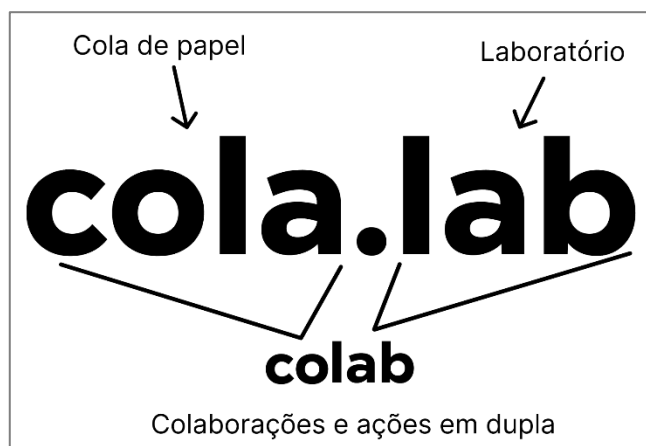 Cola de papel
Laboratório
cola.lab
colab
Colaborações e ações em dupla